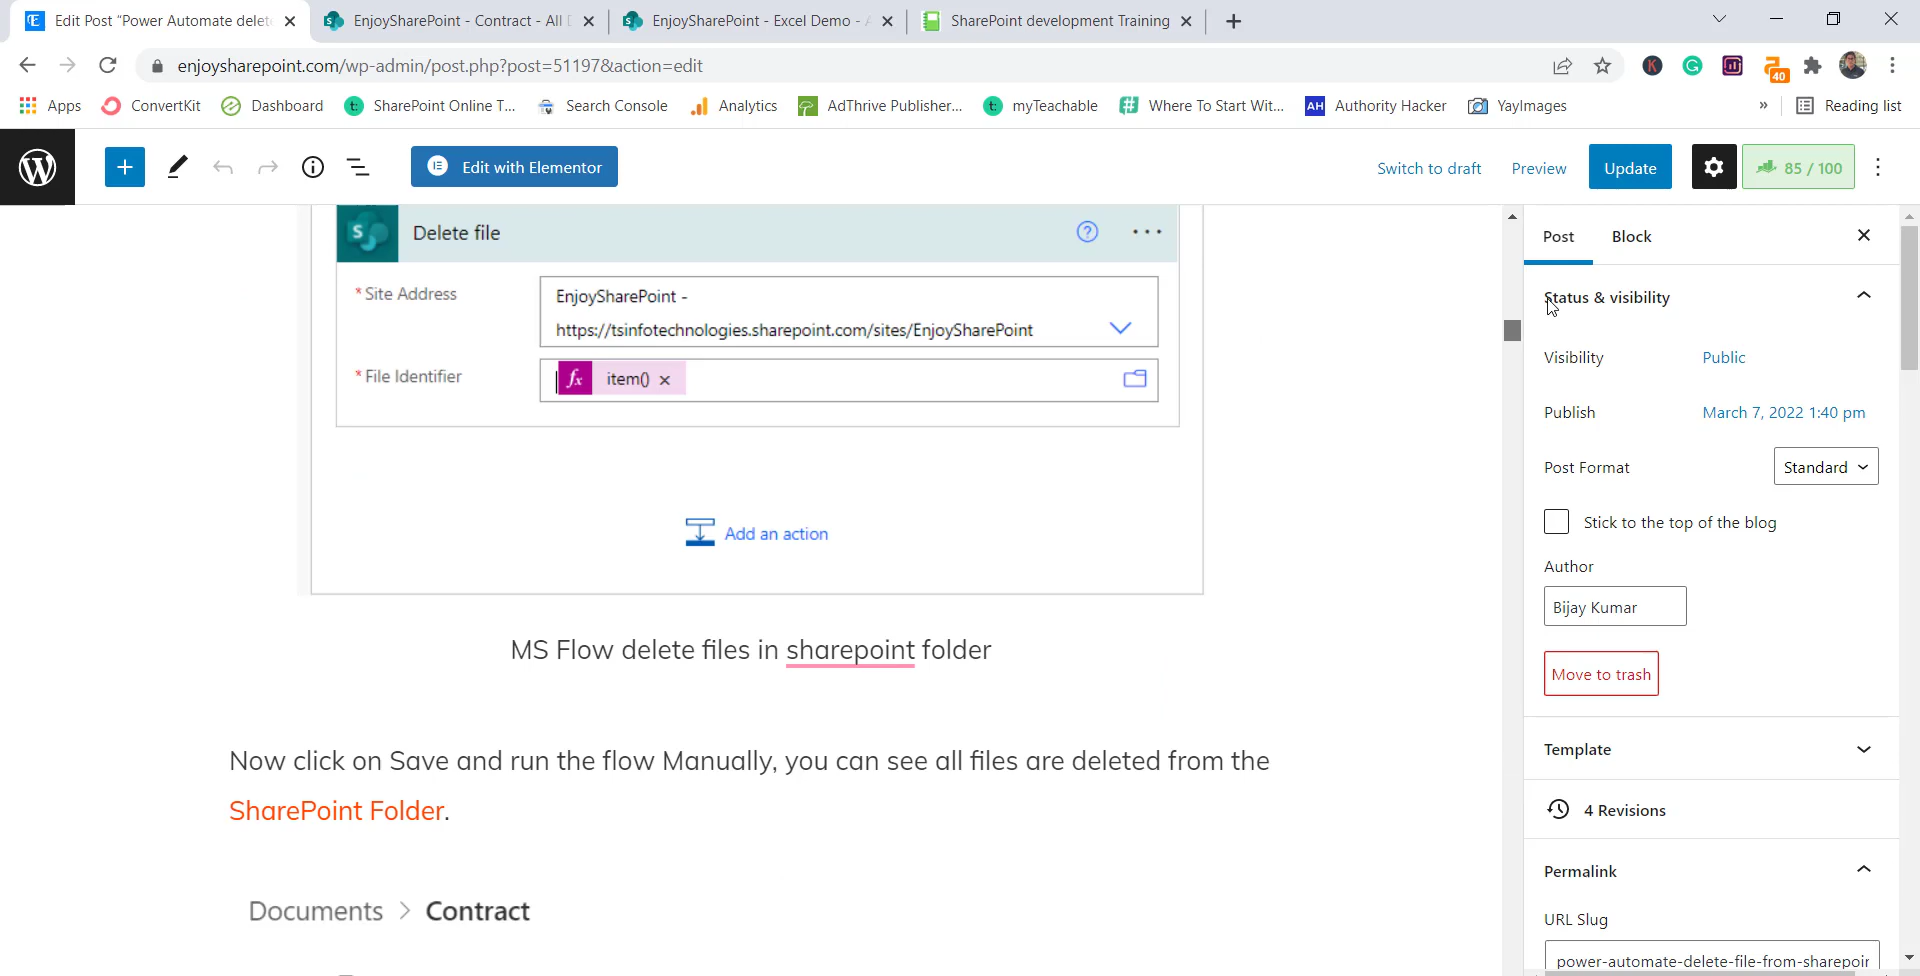 Edit Post “Power Automate delete
EnjoySharePoint - Contract - All D
EnjoySharePoint - Excel Demo - A
SharePoint development Training
enjoysharepoint.com/wp-admin/post.php?post=51197&action=edit
40
Apps
ConvertKit
Dashboard
SharePoint Online T...
Search Console
Analytics
AdThrive Publisher...
myTeachable
Where To Start Wit...
AH
Authority Hacker
YayImages
»
Reading list
Edit with Elementor
Switch to draft
Preview
Update
85 / 100
Delete file
* Site Address
EnjoySharePoint -
https://tsinfotechnologies.sharepoint.com/sites/EnjoySharePoint
* File Identifier
fx item() ×
Add an action
MS Flow delete files in sharepoint folder
Now click on Save and run the flow Manually, you can see all files are deleted from the
SharePoint Folder.
Documents > Contract
Post
Block
Status & visibility
Visibility
Public
Publish
March 7, 2022 1:40 pm
Post Format
Standard
Stick to the top of the blog
Author
Bijay Kumar
Move to trash
Template
4 Revisions
Permalink
URL Slug
power-automate-delete-file-from-sharepoir